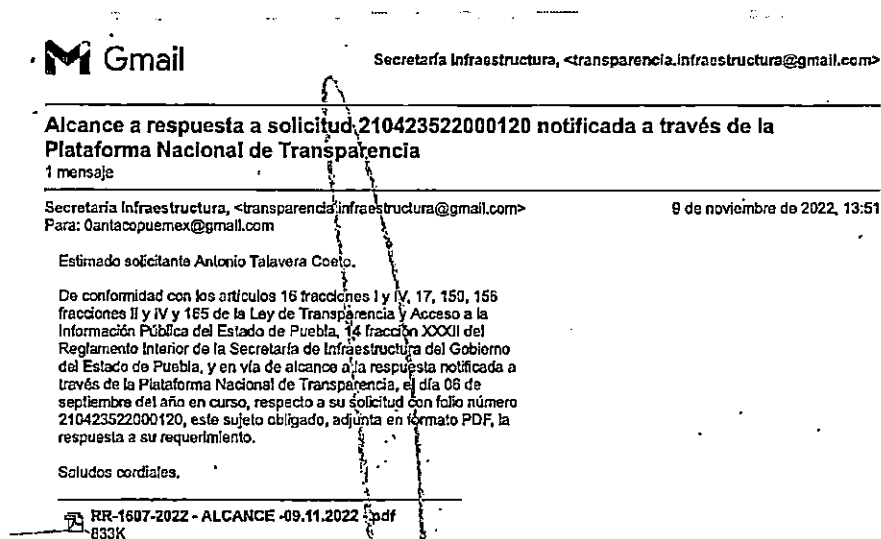 Gmail
Secretaría Infraestructura, <transparencia.infraestructura@gmail.com>
Alcance a respuesta a solicitud 210423522000120 notificada a través de la
Plataforma Nacional de Transparencia
1 mensaje
Secretaria Infraestructura, <transparencia.infraestructura@gmail.com>
9 de noviembre de 2022, 13:51
Para: 0antacopuemex@gmail.com
Estimado solicitante Antonio Talavera Coeto.
De conformidad con los artículos 16 fracciones I y IV, 17, 150, 156
fracciones II y IV y 165 de la Ley de Transparencia y Acceso a la
Información Pública del Estado de Puebla, 14 fracción XXXII del
Reglamento Interior de la Secretaría de Infraestructura del Gobierno
del Estado de Puebla, y en vía de alcance a la respuesta notificada a
través de la Plataforma Nacional de Transparencia, el día 06 de
septiembre del año en curso, respecto a su solicitud con folio número
210423522000120, este sujeto obligado, adjunta en formato PDF, la
respuesta a su requerimiento.
Saludos cordiales.
RR-1607-2022 - ALCANCE -09.11.2022 -pdf
833K